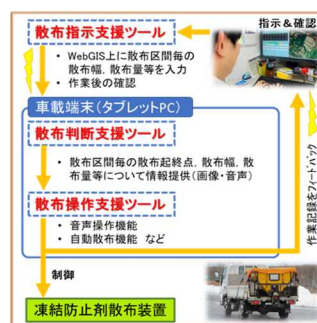 指示&確認
散布指示支援ツール
• WebGIS上に散布区間毎の
散布幅,散布量等を入力
• 作業後の確認
車載端末(タブレットPC)
散布判断支援ツール
• 散布区間毎の散布起終点,散布幅,散
布量等について情報提供(画像・音声)
散布操作支援ツール
• 音声操作機能
• 自動散布機能 など
作業記録をフィードバック
制御
凍結防止剤散布装置